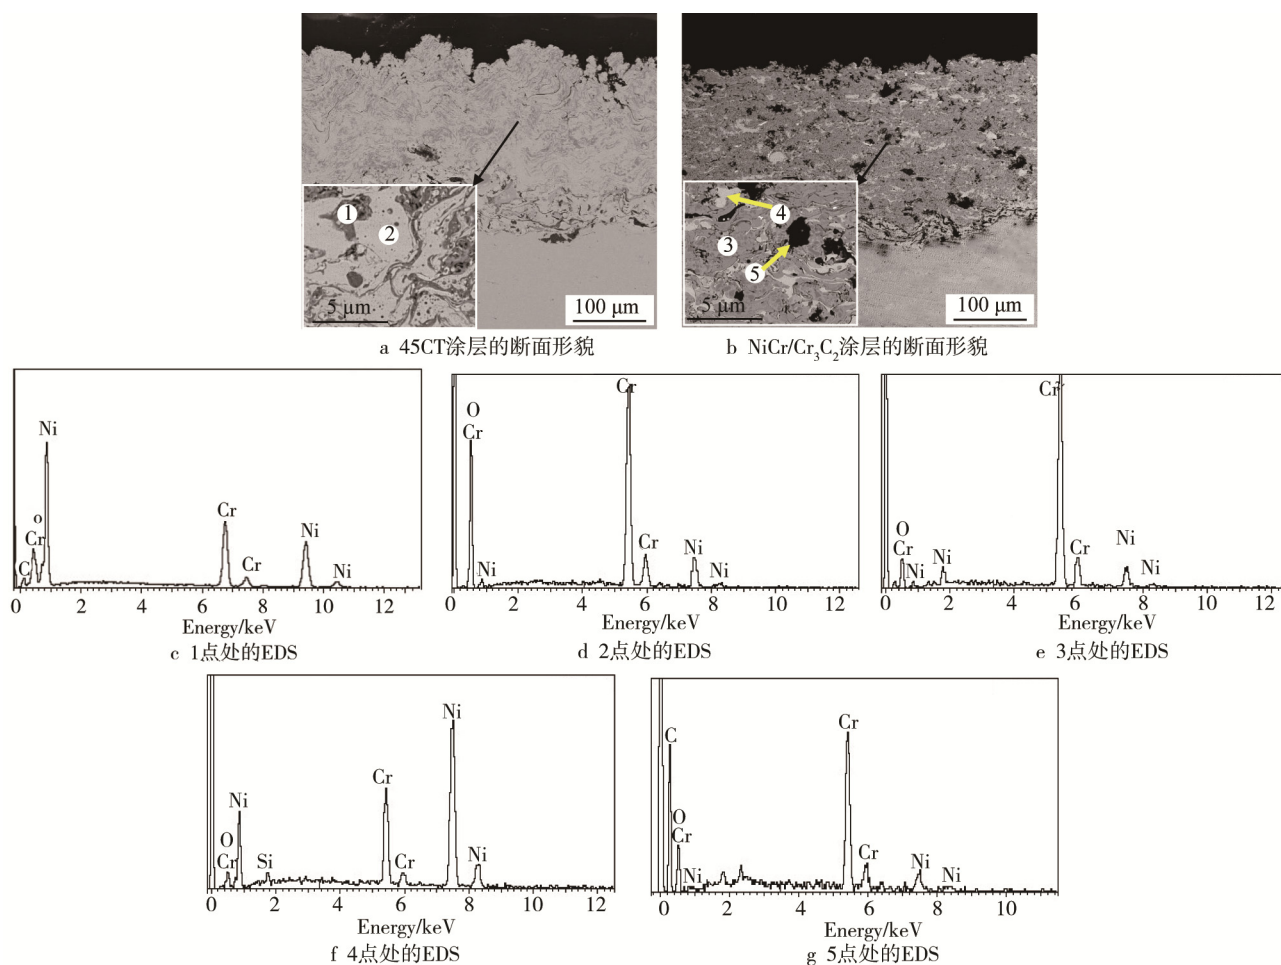 1
2
5 μm
100 μm
4
3
5
5 μm
100 μm
a 45CT涂层的断面形貌
b NiCr/Cr₃C₂涂层的断面形貌
Ni
o
Cr
C
Cr
Cr
Ni
Ni
0 2 4 6 8 10 12
Energy/keV
c 1点处的EDS
Cr
O
Cr
Ni
Cr
Ni
Ni
0 2 4 6 8 10 12
Energy/keV
d 2点处的EDS
Cr
O
Cr
Ni
Ni
Cr
Ni
Ni
0 2 4 6 8 10 12
Energy/keV
e 3点处的EDS
Ni
Cr
Ni
O
Cr
Si
Cr
Ni
0 2 4 6 8 10 12
Energy/keV
f 4点处的EDS
Cr
C
O
Cr
Ni
Cr
Ni
Ni
0 2 4 6 8 10
Energy/keV
g 5点处的EDS